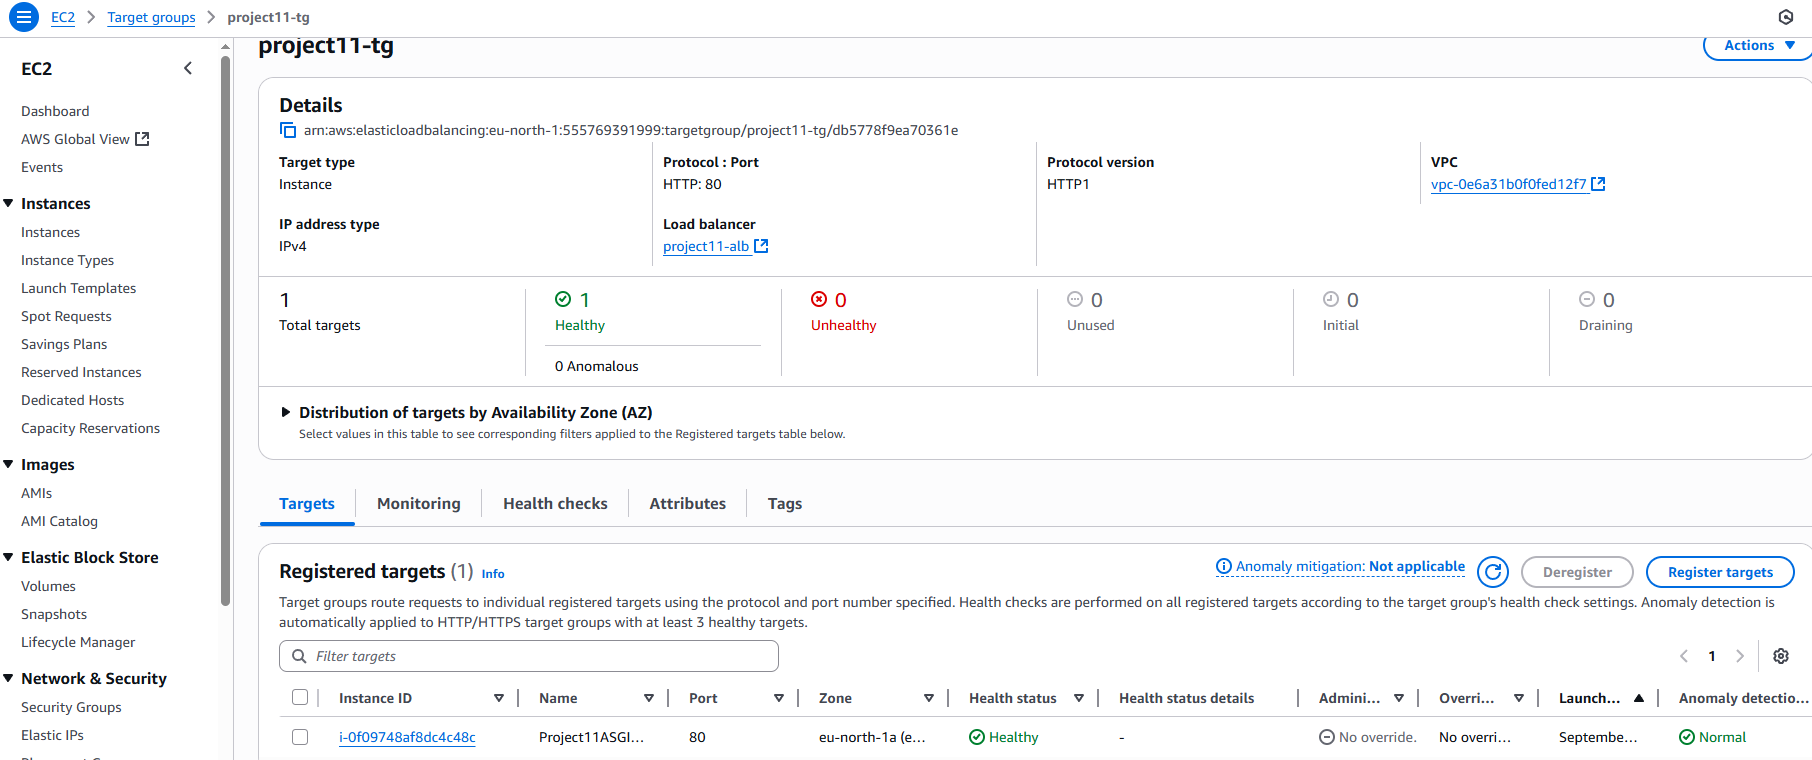 EC2 > Target groups > project11-tg
EC2
Dashboard
AWS Global View
Events
Instances
Instances
Instance Types
Launch Templates
Spot Requests
Savings Plans
Reserved Instances
Dedicated Hosts
Capacity Reservations
Images
AMIs
AMI Catalog
Elastic Block Store
Volumes
Snapshots
Lifecycle Manager
Network & Security
Security Groups
Elastic IPs
project11-tg
Actions
Details
arn:aws:elasticloadbalancing:eu-north-1:555769391999:targetgroup/project11-tg/db5778f9ea70361e
Target type
Instance
Protocol : Port
HTTP: 80
Protocol version
HTTP1
VPC
vpc-0e6a31b0f0fed12f7
IP address type
IPv4
Load balancer
project11-alb
1
Total targets
1
Healthy
0 Anomalous
0
Unhealthy
0
Unused
0
Initial
0
Draining
Distribution of targets by Availability Zone (AZ)
Select values in this table to see corresponding filters applied to the Registered targets table below.
Targets Monitoring Health checks Attributes Tags
Registered targets (1) Info
Anomaly mitigation: Not applicable
Deregister
Register targets
Target groups route requests to individual registered targets using the protocol and port number specified. Health checks are performed on all registered targets according to the target group's health check settings. Anomaly detection is
automatically applied to HTTP/HTTPS target groups with at least 3 healthy targets.
Filter targets
< 1 >
Instance ID Name Port Zone Health status Health status details Admini... Overri... Launch... Anomaly detectio...
i-0f09748af8dc4c48c Project11ASGI... 80 eu-north-1a (e... Healthy - No override. No overri... Septembe... Normal